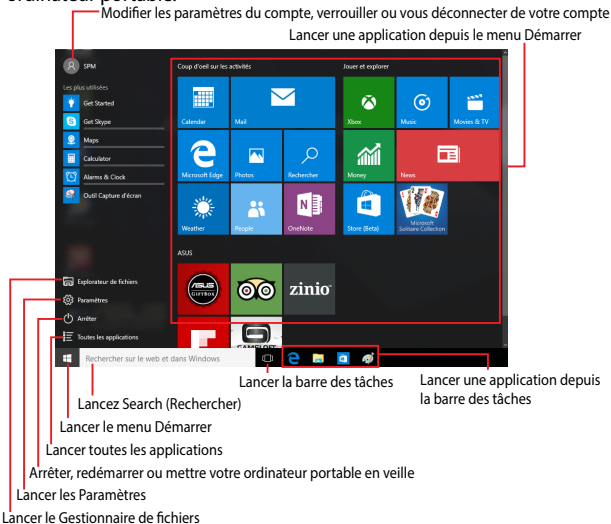 ordinateur portable.
Modifier les paramètres du compte, verrouiller ou vous déconnecter de votre compte
Lancer une application depuis le menu Démarrer
SPM
Coup d'oeil sur les activités
Jouer et explorer
Les plus utilisées
Get Started
Get Skype
Maps
Calculator
Alarms & Clock
Outil Capture d'écran
Calendar
Mail
Xbox
Music
Movies & TV
Microsoft Edge
Photos
Rechercher
Money
News
Weather
People
OneNote
Store (Beta)
Microsoft
Solitaire Collection
ASUS
/ISUS
GIFTBOX
zinio
GAMELOFT
Explorateur de fichiers
Paramètres
Arrêter
Toutes les applications
Rechercher sur le web et dans Windows
Lancer la barre des tâches
Lancer une application depuis
la barre des tâches
Lancez Search (Rechercher)
Lancer le menu Démarrer
Lancer toutes les applications
Arrêter, redémarrer ou mettre votre ordinateur portable en veille
Lancer les Paramètres
Lancer le Gestionnaire de fichiers